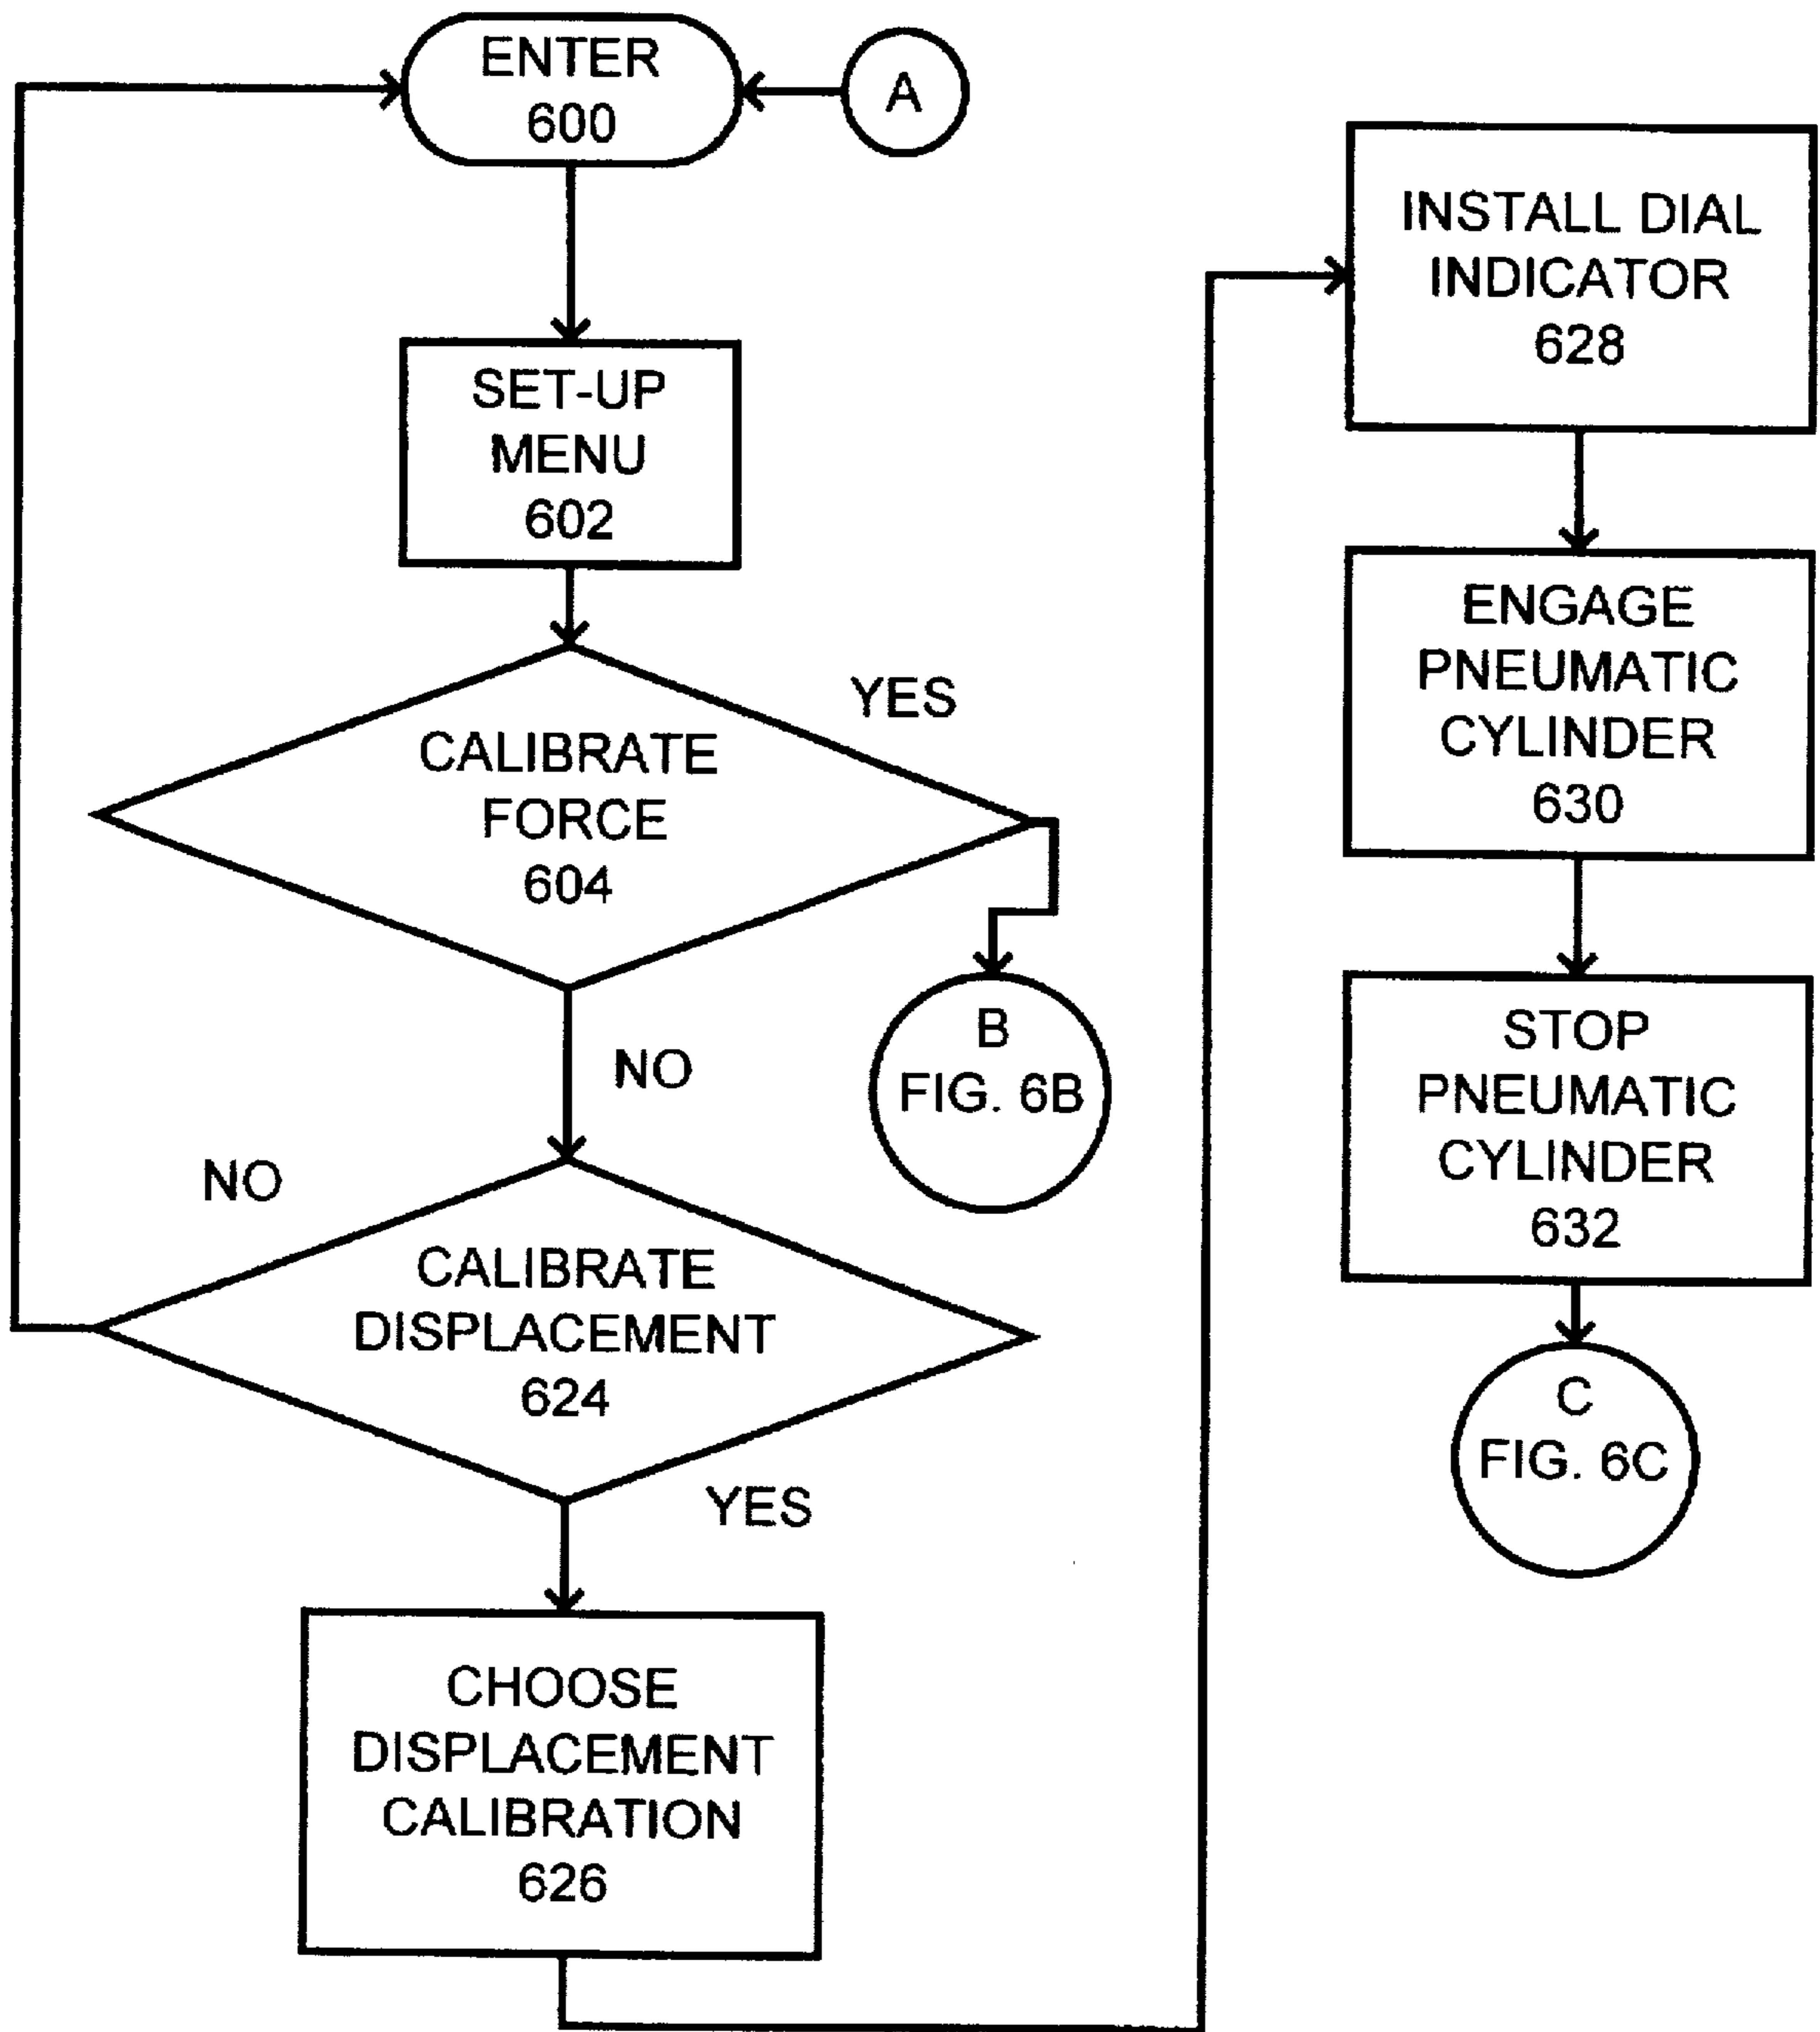 ENTER
600
A
SET-UP
MENU
602
CALIBRATE
FORCE
604
YES
NO
B
FIG. 6B
CALIBRATE
DISPLACEMENT
624
NO
YES
CHOOSE
DISPLACEMENT
CALIBRATION
626
INSTALL DIAL
INDICATOR
628
ENGAGE
PNEUMATIC
CYLINDER
630
STOP
PNEUMATIC
CYLINDER
632
C
FIG. 6C